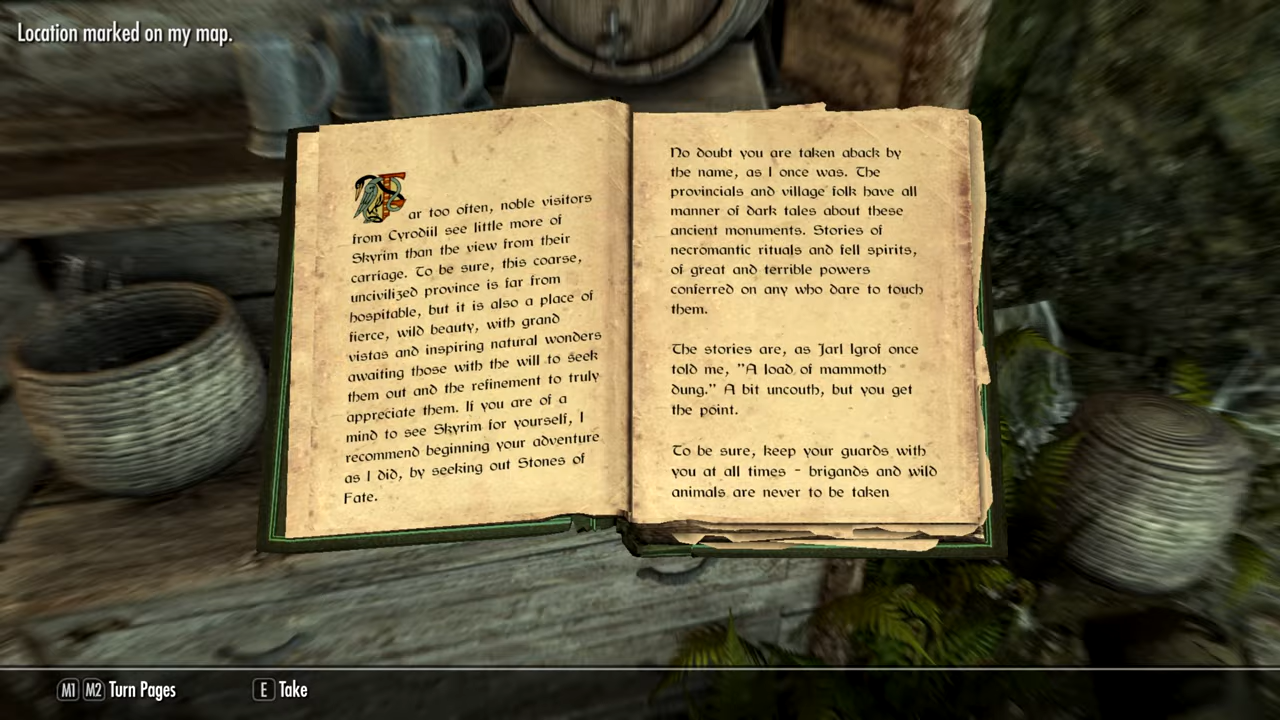 Location marked on my map.
Far too often, noble visitors
from Cyrodiil see little more of
Skyrim than the view from their
carriage. To be sure, this coarse,
uncivilized province is far from
hospitable, but it is also a place of
fierce, wild beauty, with grand
vistas and inspiring natural wonders
awaiting those with the will to seek
them out and the refinement to truly
appreciate them. If you are of a
mind to see Skyrim for yourself, I
recommend beginning your adventure
as I did, by seeking out Stones of
Fate.
No doubt you are taken aback by
the name, as I once was. The
provincials and village folk have all
manner of dark tales about these
ancient monuments. Stories of
necromantic rituals and fell spirits,
of great and terrible powers
conferred on any who dare to touch
them.
The stories are, as Jarl Igrof once
told me, "A load of mammoth
dung." A bit uncouth, but you get
the point.
To be sure, keep your guards with
you at all times - brigands and wild
animals are never to be taken
M1 M2 Turn Pages
E Take